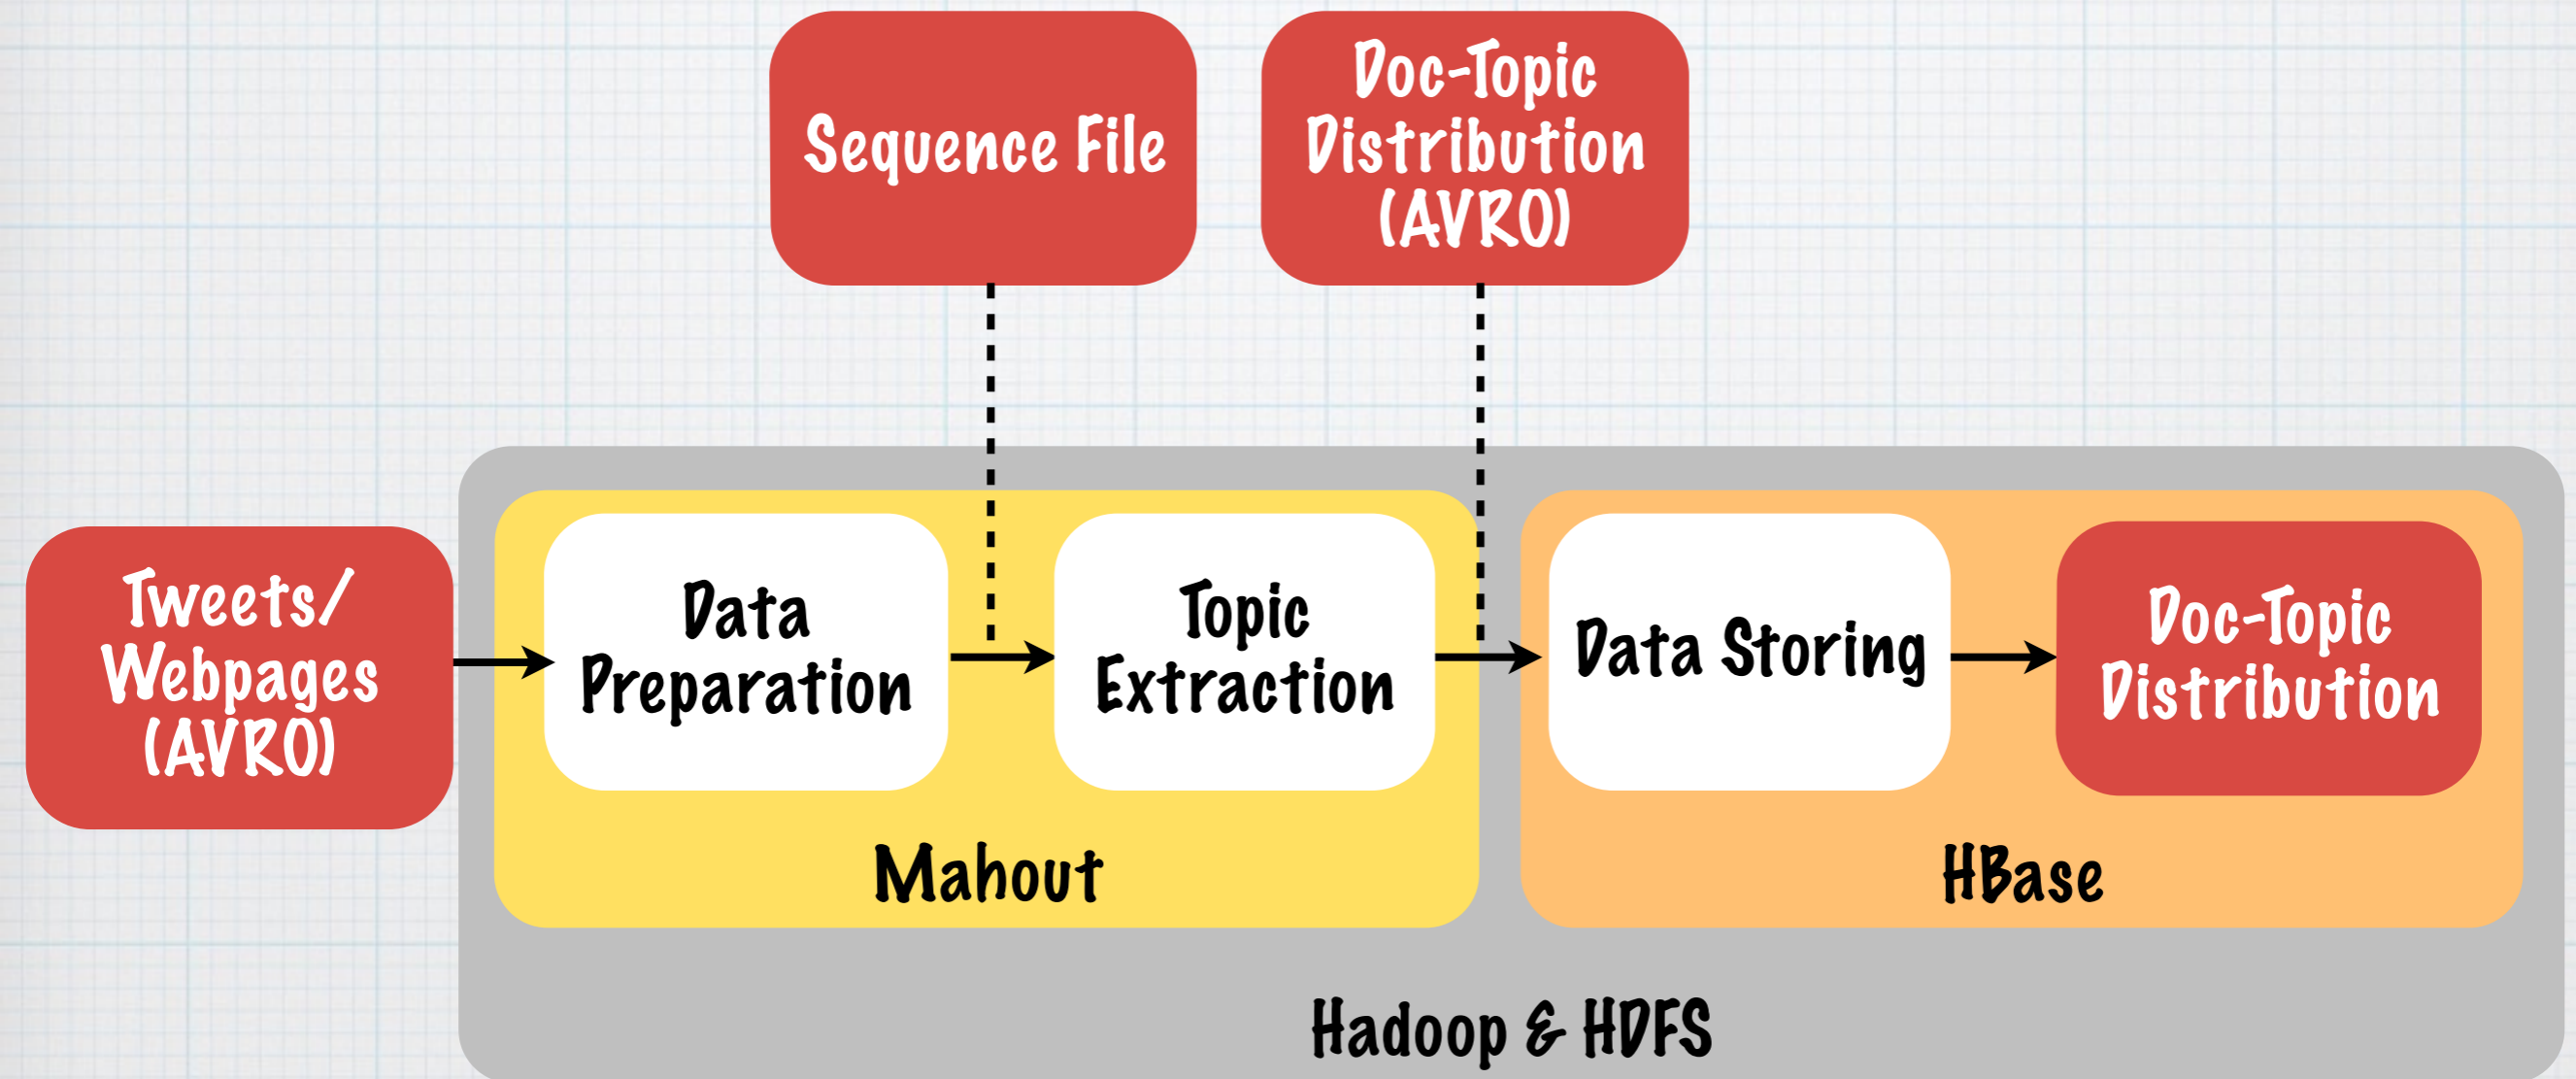 Sequence File
Doc-Topic
Distribution
(AVRO)
Tweets/
Webpages
(AVRO)
Data
Preparation
Topic
Extraction
Data Storing
Doc-Topic
Distribution
Mahout
HBase
Hadoop & HDFS